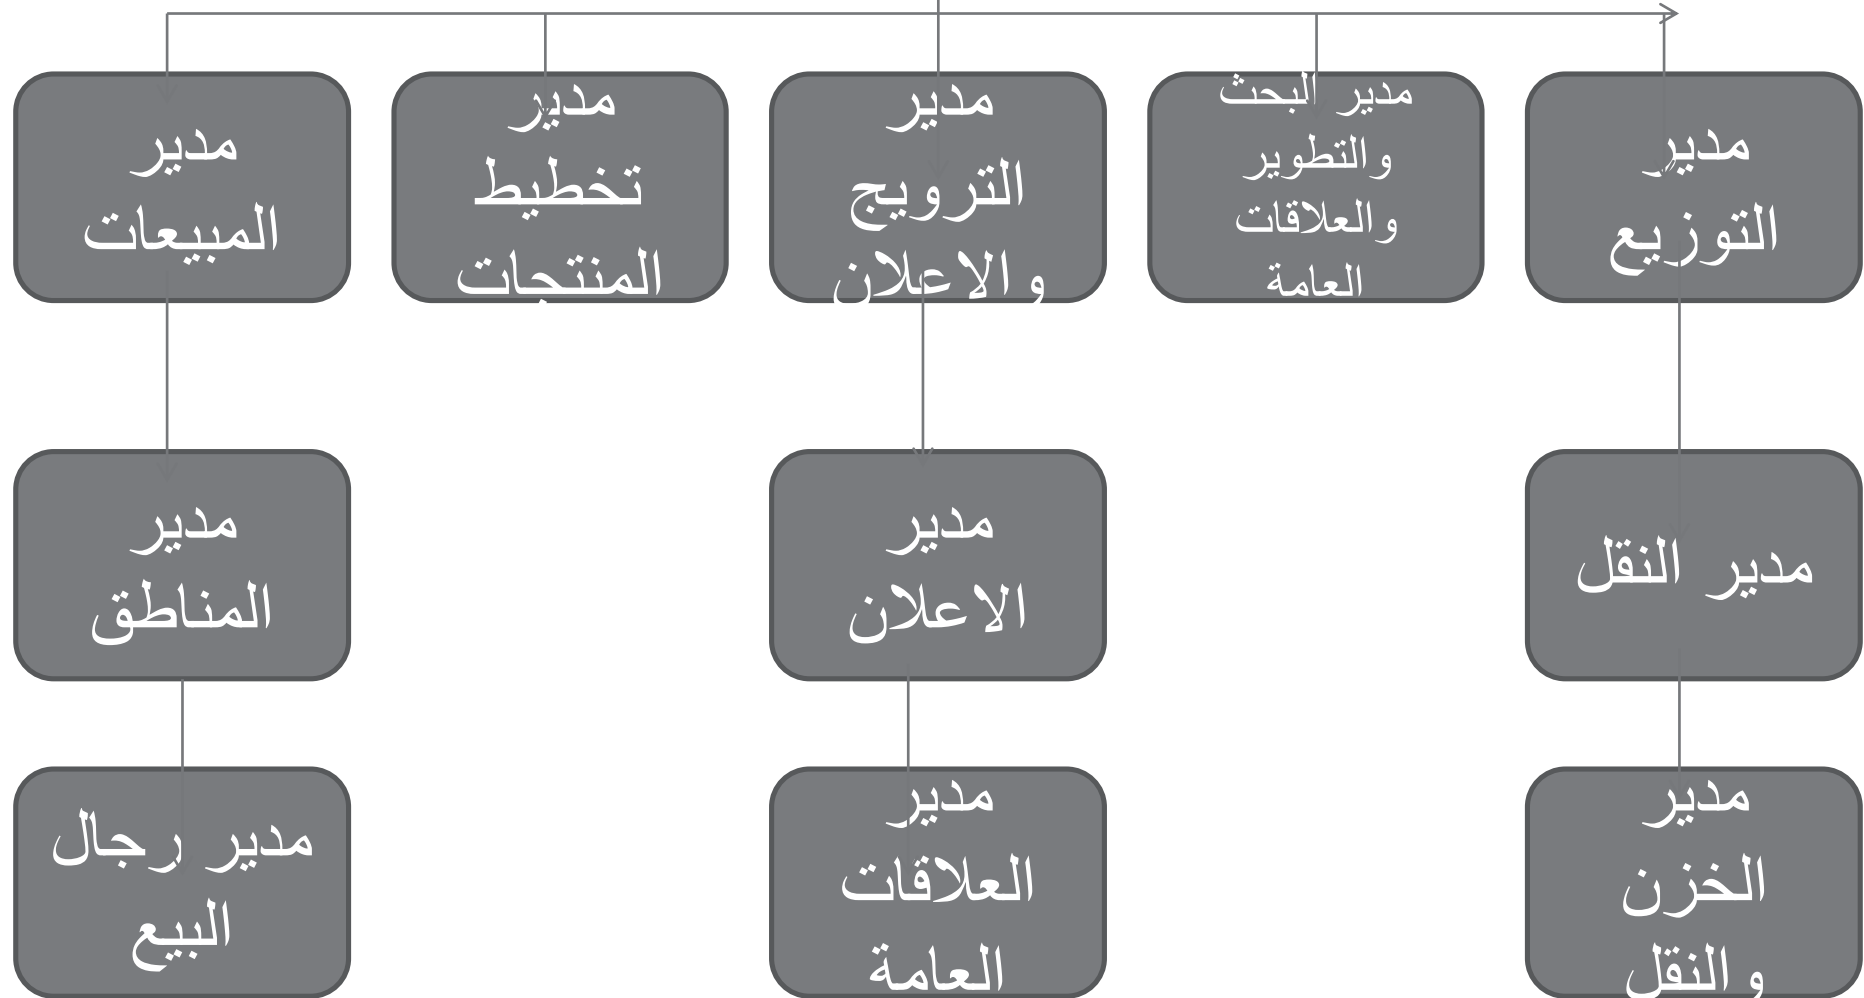 مدير
التوزيع
مدير البحث
والتطوير
والعلاقات
العامة
مدير
الترويج
والاعلان
مدير
تخطيط
المنتجات
مدير
المبيعات
مدير النقل
مدير
الاعلان
مدير
المناطق
مدير
الخزن
والنقل
مدير
العلاقات
العامة
مدير رجال
البيع